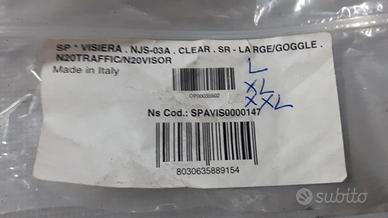 SP * VISIERA . NJS-03A . CLEAR . SR - LARGE/GOGGLE .
N20TRAFFIC/N20VISOR
Made in Italy
L
XL
XXL
Ns Cod.: SPAVIS0000147
8030635889154
subito